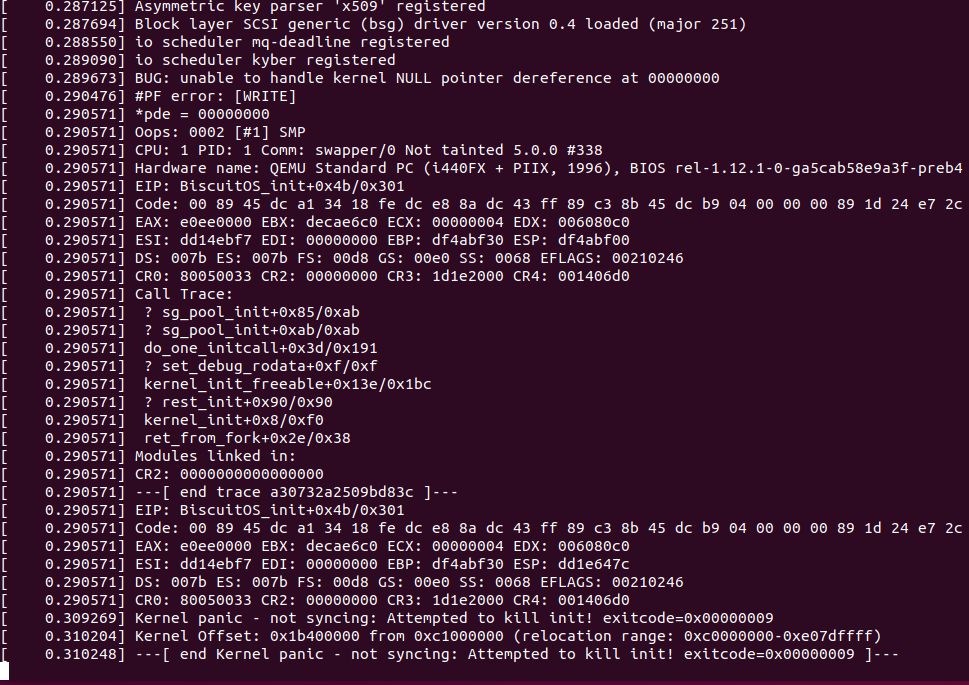 [    0.287125] Asymmetric key parser 'x509' registered
[    0.287694] Block layer SCSI generic (bsg) driver version 0.4 loaded (major 251)
[    0.288550] io scheduler mq-deadline registered
[    0.289090] io scheduler kyber registered
[    0.289673] BUG: unable to handle kernel NULL pointer dereference at 00000000
[    0.290476] #PF error: [WRITE]
[    0.290571] *pde = 00000000
[    0.290571] Oops: 0002 [#1] SMP
[    0.290571] CPU: 1 PID: 1 Comm: swapper/0 Not tainted 5.0.0 #338
[    0.290571] Hardware name: QEMU Standard PC (i440FX + PIIX, 1996), BIOS rel-1.12.1-0-ga5cab58e9a3f-preb4
[    0.290571] EIP: BiscuitOS_init+0x4b/0x301
[    0.290571] Code: 00 89 45 dc a1 34 18 fe dc e8 8a dc 43 ff 89 c3 8b 45 dc b9 04 00 00 00 89 1d 24 e7 2c
[    0.290571] EAX: e0ee0000 EBX: decae6c0 ECX: 00000004 EDX: 006080c0
[    0.290571] ESI: dd14ebf7 EDI: 00000000 EBP: df4abf30 ESP: df4abf00
[    0.290571] DS: 007b ES: 007b FS: 00d8 GS: 00e0 SS: 0068 EFLAGS: 00210246
[    0.290571] CR0: 80050033 CR2: 00000000 CR3: 1d1e2000 CR4: 001406d0
[    0.290571] Call Trace:
[    0.290571]  ? sg_pool_init+0x85/0xab
[    0.290571]  ? sg_pool_init+0xab/0xab
[    0.290571]  do_one_initcall+0x3d/0x191
[    0.290571]  ? set_debug_rodata+0xf/0xf
[    0.290571]  kernel_init_freeable+0x13e/0x1bc
[    0.290571]  ? rest_init+0x90/0x90
[    0.290571]  kernel_init+0x8/0xf0
[    0.290571]  ret_from_fork+0x2e/0x38
[    0.290571] Modules linked in:
[    0.290571] CR2: 0000000000000000
[    0.290571] ---[ end trace a30732a2509bd83c ]---
[    0.290571] EIP: BiscuitOS_init+0x4b/0x301
[    0.290571] Code: 00 89 45 dc a1 34 18 fe dc e8 8a dc 43 ff 89 c3 8b 45 dc b9 04 00 00 00 89 1d 24 e7 2c
[    0.290571] EAX: e0ee0000 EBX: decae6c0 ECX: 00000004 EDX: 006080c0
[    0.290571] ESI: dd14ebf7 EDI: 00000000 EBP: df4abf30 ESP: dd1e647c
[    0.290571] DS: 007b ES: 007b FS: 00d8 GS: 00e0 SS: 0068 EFLAGS: 00210246
[    0.290571] CR0: 80050033 CR2: 00000000 CR3: 1d1e2000 CR4: 001406d0
[    0.309269] Kernel panic - not syncing: Attempted to kill init! exitcode=0x00000009
[    0.310204] Kernel Offset: 0x1b400000 from 0xc1000000 (relocation range: 0xc0000000-0xe07dffff)
[    0.310248] ---[ end Kernel panic - not syncing: Attempted to kill init! exitcode=0x00000009 ]---